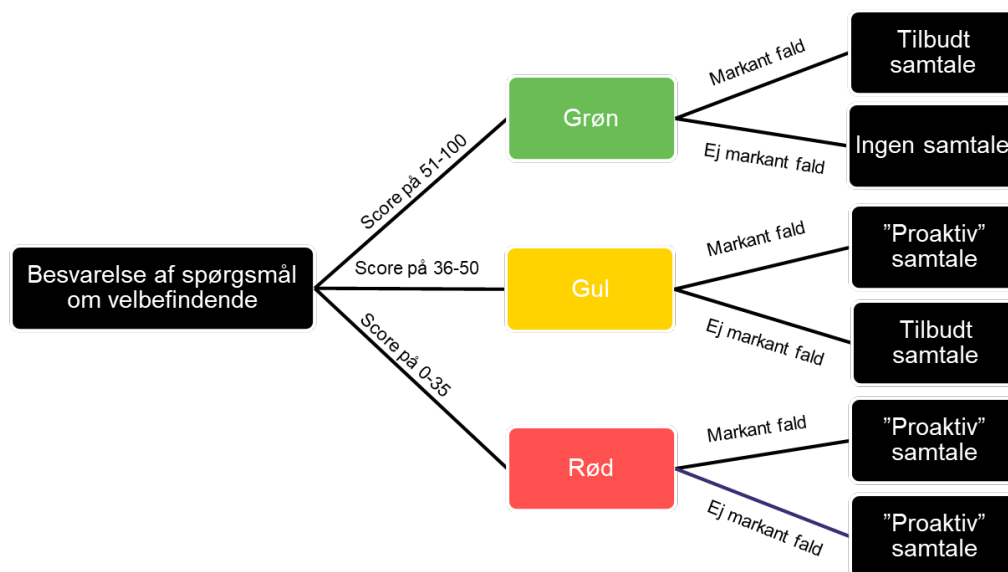 Besvarelse af spørgsmål
om velbefindende
Score på 51-100
Score på 36-50
Score på 0-35
Grøn
Markant fald
Tilbudt
samtale
Ej markant fald
Ingen samtale
Gul
Markant fald
”Proaktiv”
samtale
Ej markant fald
Tilbudt
samtale
Rød
Markant fald
”Proaktiv”
samtale
Ej markant fald
”Proaktiv”
samtale